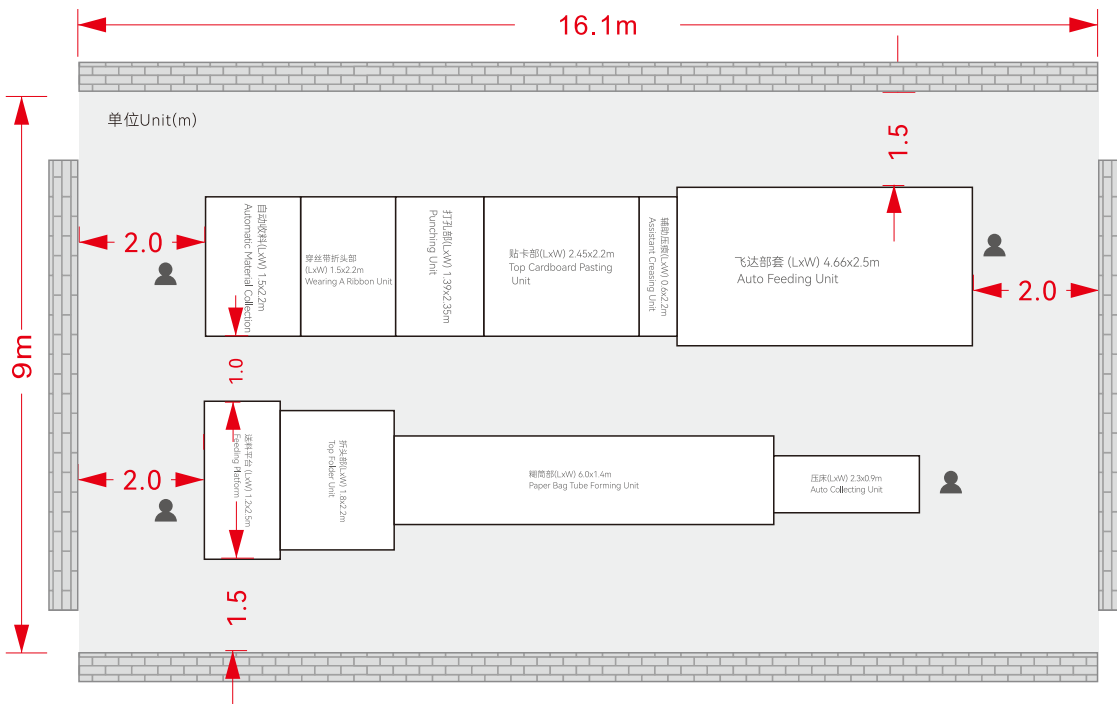 16.1m
单位Unit(m)
1.5
9m
2.0
自动收料(LxW) 1.5x2.2m
Automatic Material Collection
穿丝带折头部
(LxW) 1.5x2.2m
Wearing A Ribbon Unit
打孔部(LxW) 1.39x2.35m
Punching Unit
贴卡部(LxW) 2.45x2.2m
Top Cardboard Pasting
Unit
辅助压痕(LxW) 0.6x2.2m
Assistant Creasing Unit
飞达部套 (LxW) 4.66x2.5m
Auto Feeding Unit
2.0
1.0
2.0
送料平台 (LxW) 1.2x2.5m
Feeding Platform
折头部(LxW) 1.8x2.2m
Top Folder Unit
糊筒部(LxW) 6.0x1.4m
Paper Bag Tube Forming Unit
压床(LxW) 2.3x0.9m
Auto Collecting Unit
1.5